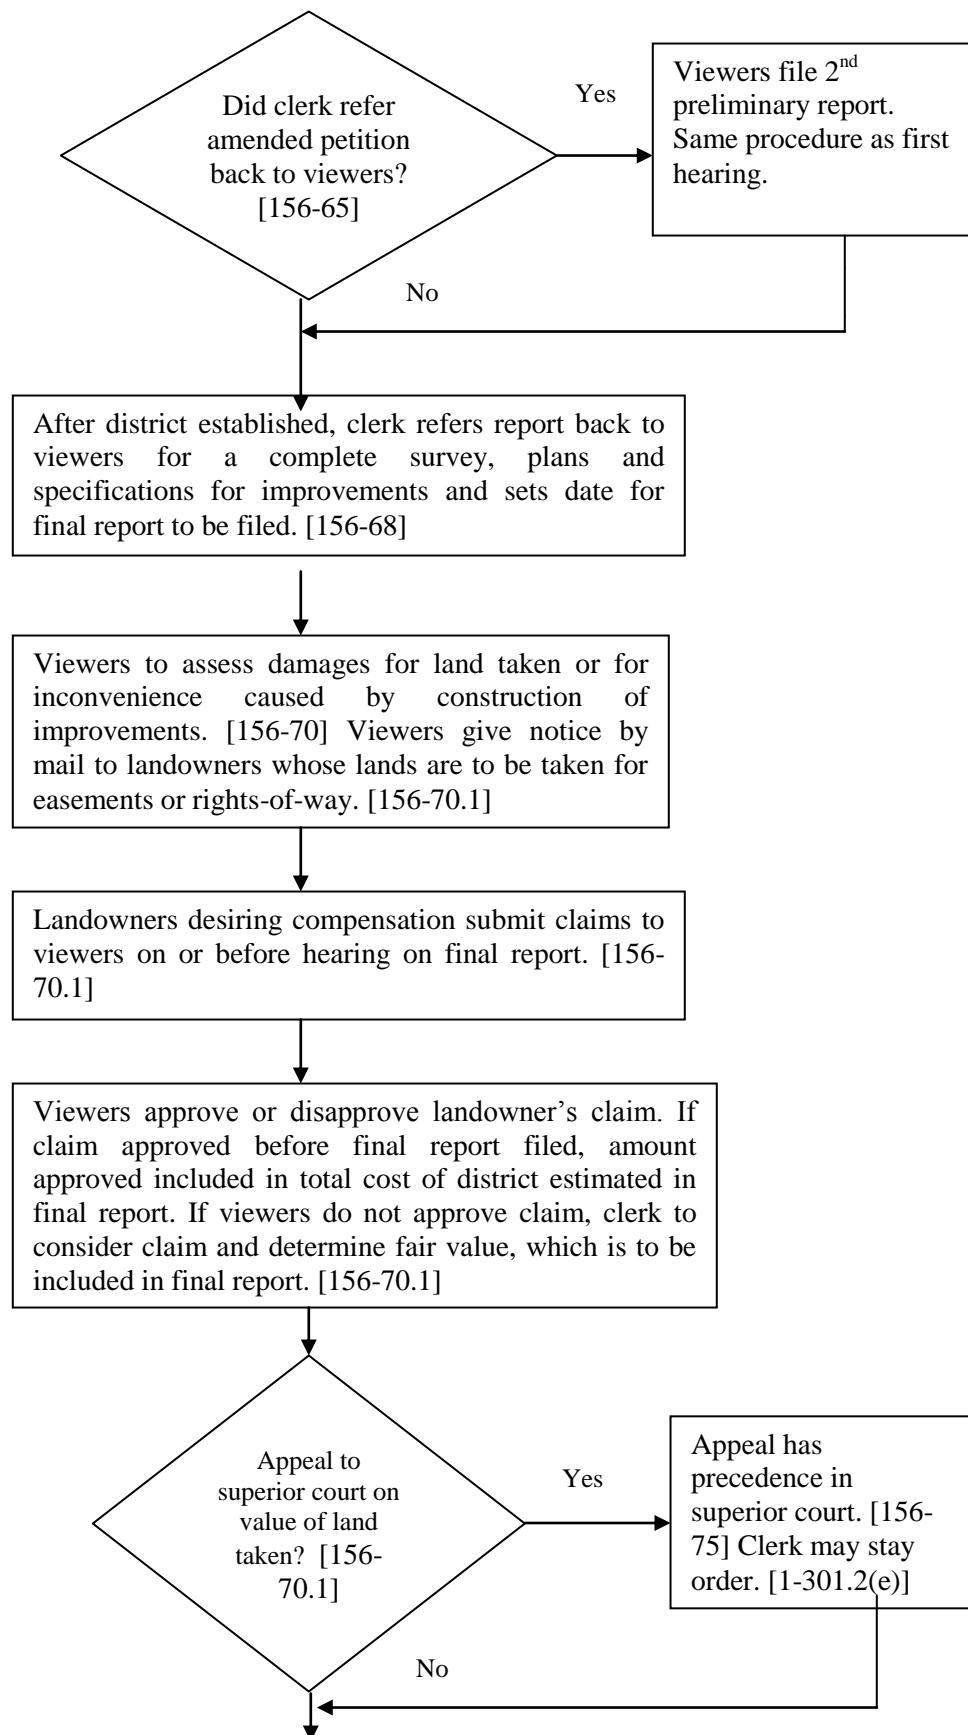 Did clerk refer
amended petition
back to viewers?
[156-65]
Yes
Viewers file 2nd
preliminary report.
Same procedure as first
hearing.
No
After district established, clerk refers report back to
viewers for a complete survey, plans and
specifications for improvements and sets date for
final report to be filed. [156-68]
Viewers to assess damages for land taken or for
inconvenience caused by construction of
improvements. [156-70] Viewers give notice by
mail to landowners whose lands are to be taken for
easements or rights-of-way. [156-70.1]
Landowners desiring compensation submit claims to
viewers on or before hearing on final report. [156-
70.1]
Viewers approve or disapprove landowner’s claim. If
claim approved before final report filed, amount
approved included in total cost of district estimated in
final report. If viewers do not approve claim, clerk to
consider claim and determine fair value, which is to be
included in final report. [156-70.1]
Appeal to
superior court on
value of land
taken? [156-
70.1]
Yes
Appeal has
precedence in
superior court. [156-
75] Clerk may stay
order. [1-301.2(e)]
No